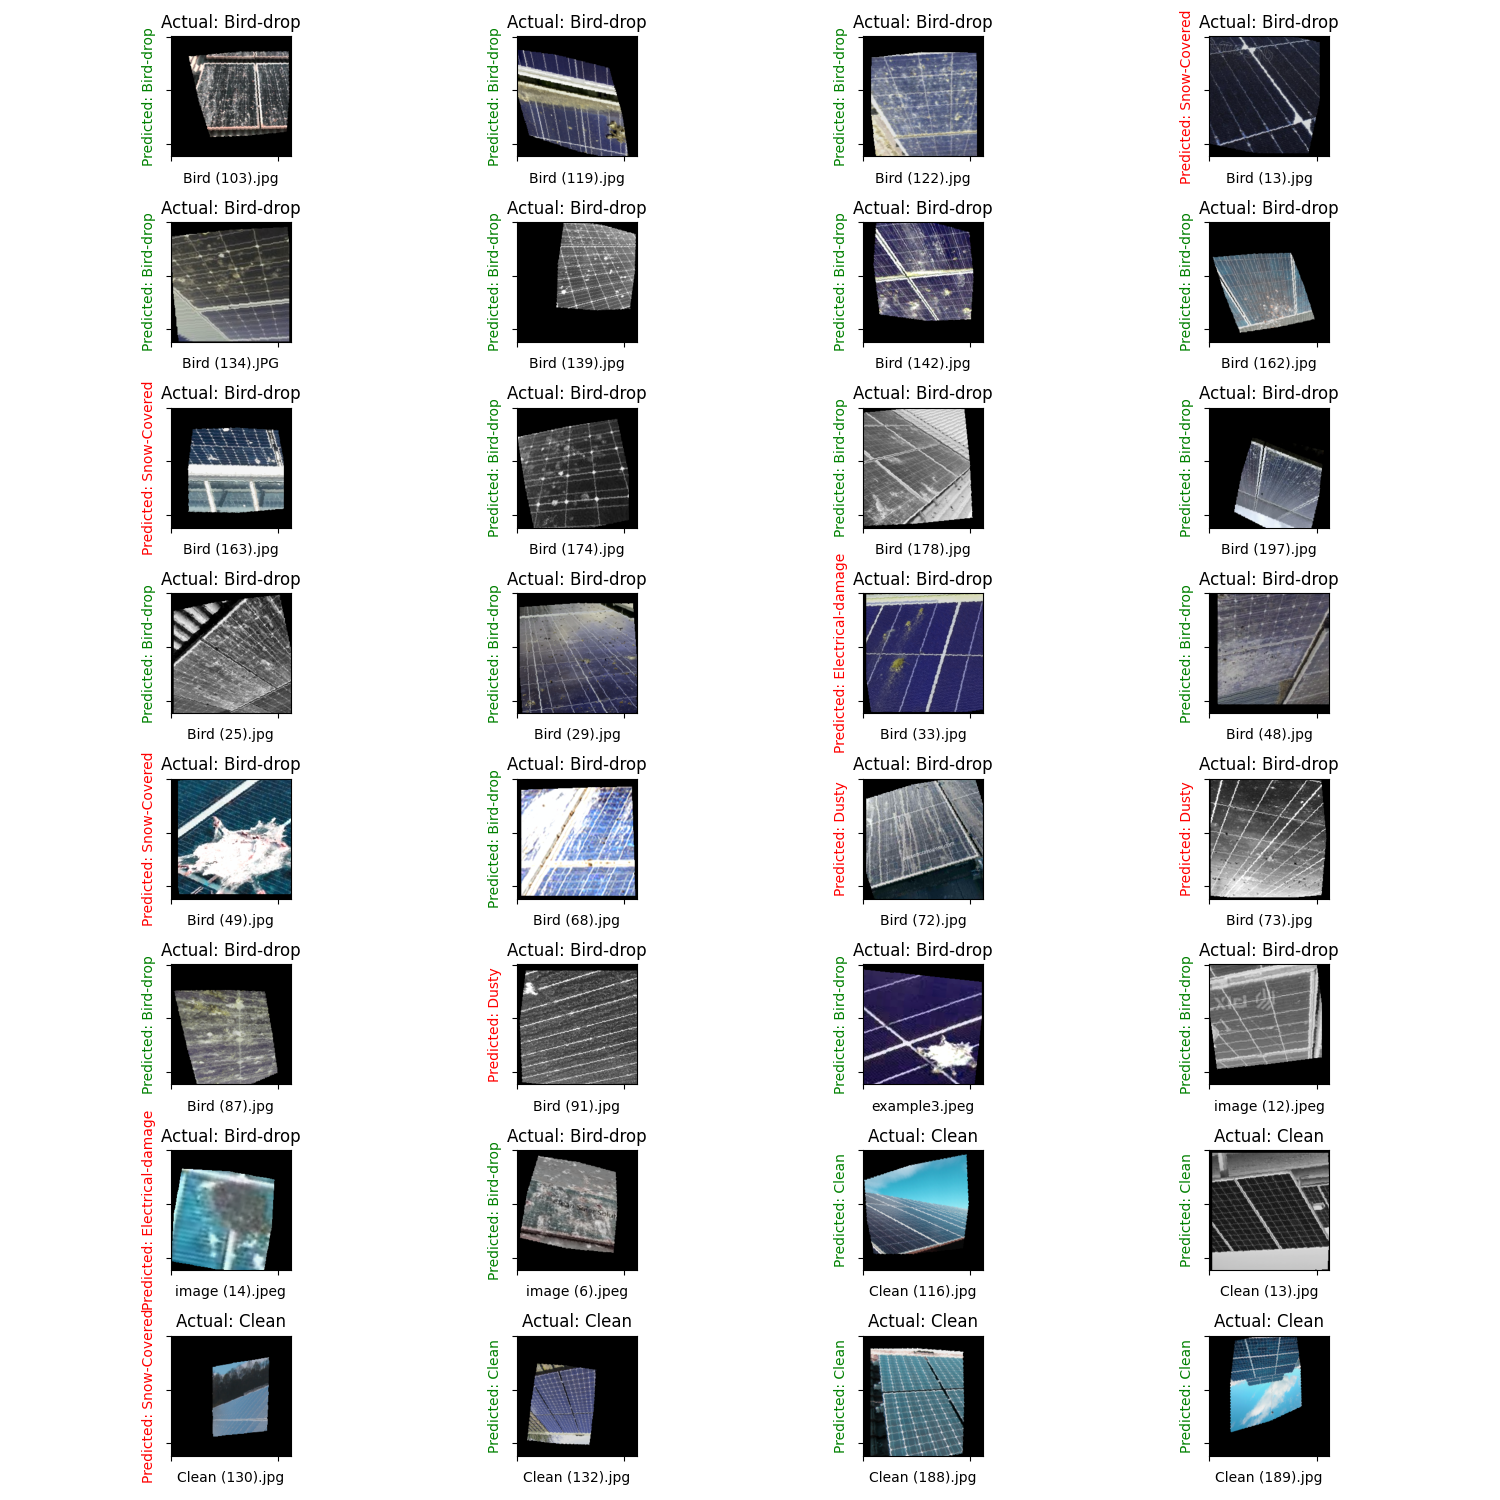 Actual: Bird-drop
Predicted: Bird-drop
Bird (103).jpg
Actual: Bird-drop
Predicted: Bird-drop
Bird (119).jpg
Actual: Bird-drop
Predicted: Bird-drop
Bird (122).jpg
Actual: Bird-drop
Predicted: Snow-Covered
Bird (13).jpg
Actual: Bird-drop
Predicted: Bird-drop
Bird (134).JPG
Actual: Bird-drop
Predicted: Bird-drop
Bird (139).jpg
Actual: Bird-drop
Predicted: Bird-drop
Bird (142).jpg
Actual: Bird-drop
Predicted: Bird-drop
Bird (162).jpg
Actual: Bird-drop
Predicted: Snow-Covered
Bird (163).jpg
Actual: Bird-drop
Predicted: Bird-drop
Bird (174).jpg
Actual: Bird-drop
Predicted: Bird-drop
Bird (178).jpg
Actual: Bird-drop
Predicted: Bird-drop
Bird (197).jpg
Actual: Bird-drop
Predicted: Bird-drop
Bird (25).jpg
Actual: Bird-drop
Predicted: Bird-drop
Bird (29).jpg
Actual: Bird-drop
Predicted: Electrical-damage
Bird (33).jpg
Actual: Bird-drop
Predicted: Bird-drop
Bird (48).jpg
Actual: Bird-drop
Predicted: Snow-Covered
Bird (49).jpg
Actual: Bird-drop
Predicted: Bird-drop
Bird (68).jpg
Actual: Bird-drop
Predicted: Dusty
Bird (72).jpg
Actual: Bird-drop
Predicted: Dusty
Bird (73).jpg
Actual: Bird-drop
Predicted: Bird-drop
Bird (87).jpg
Actual: Bird-drop
Predicted: Dusty
Bird (91).jpg
Actual: Bird-drop
Predicted: Bird-drop
example3.jpeg
Actual: Bird-drop
Predicted: Bird-drop
image (12).jpeg
Actual: Bird-drop
Predicted: Electrical-damage
image (14).jpeg
Actual: Bird-drop
Predicted: Bird-drop
image (6).jpeg
Actual: Clean
Predicted: Clean
Clean (116).jpg
Actual: Clean
Predicted: Clean
Clean (13).jpg
Actual: Clean
Predicted: Snow-Covered
Clean (130).jpg
Actual: Clean
Predicted: Clean
Clean (132).jpg
Actual: Clean
Predicted: Clean
Clean (188).jpg
Actual: Clean
Predicted: Clean
Clean (189).jpg